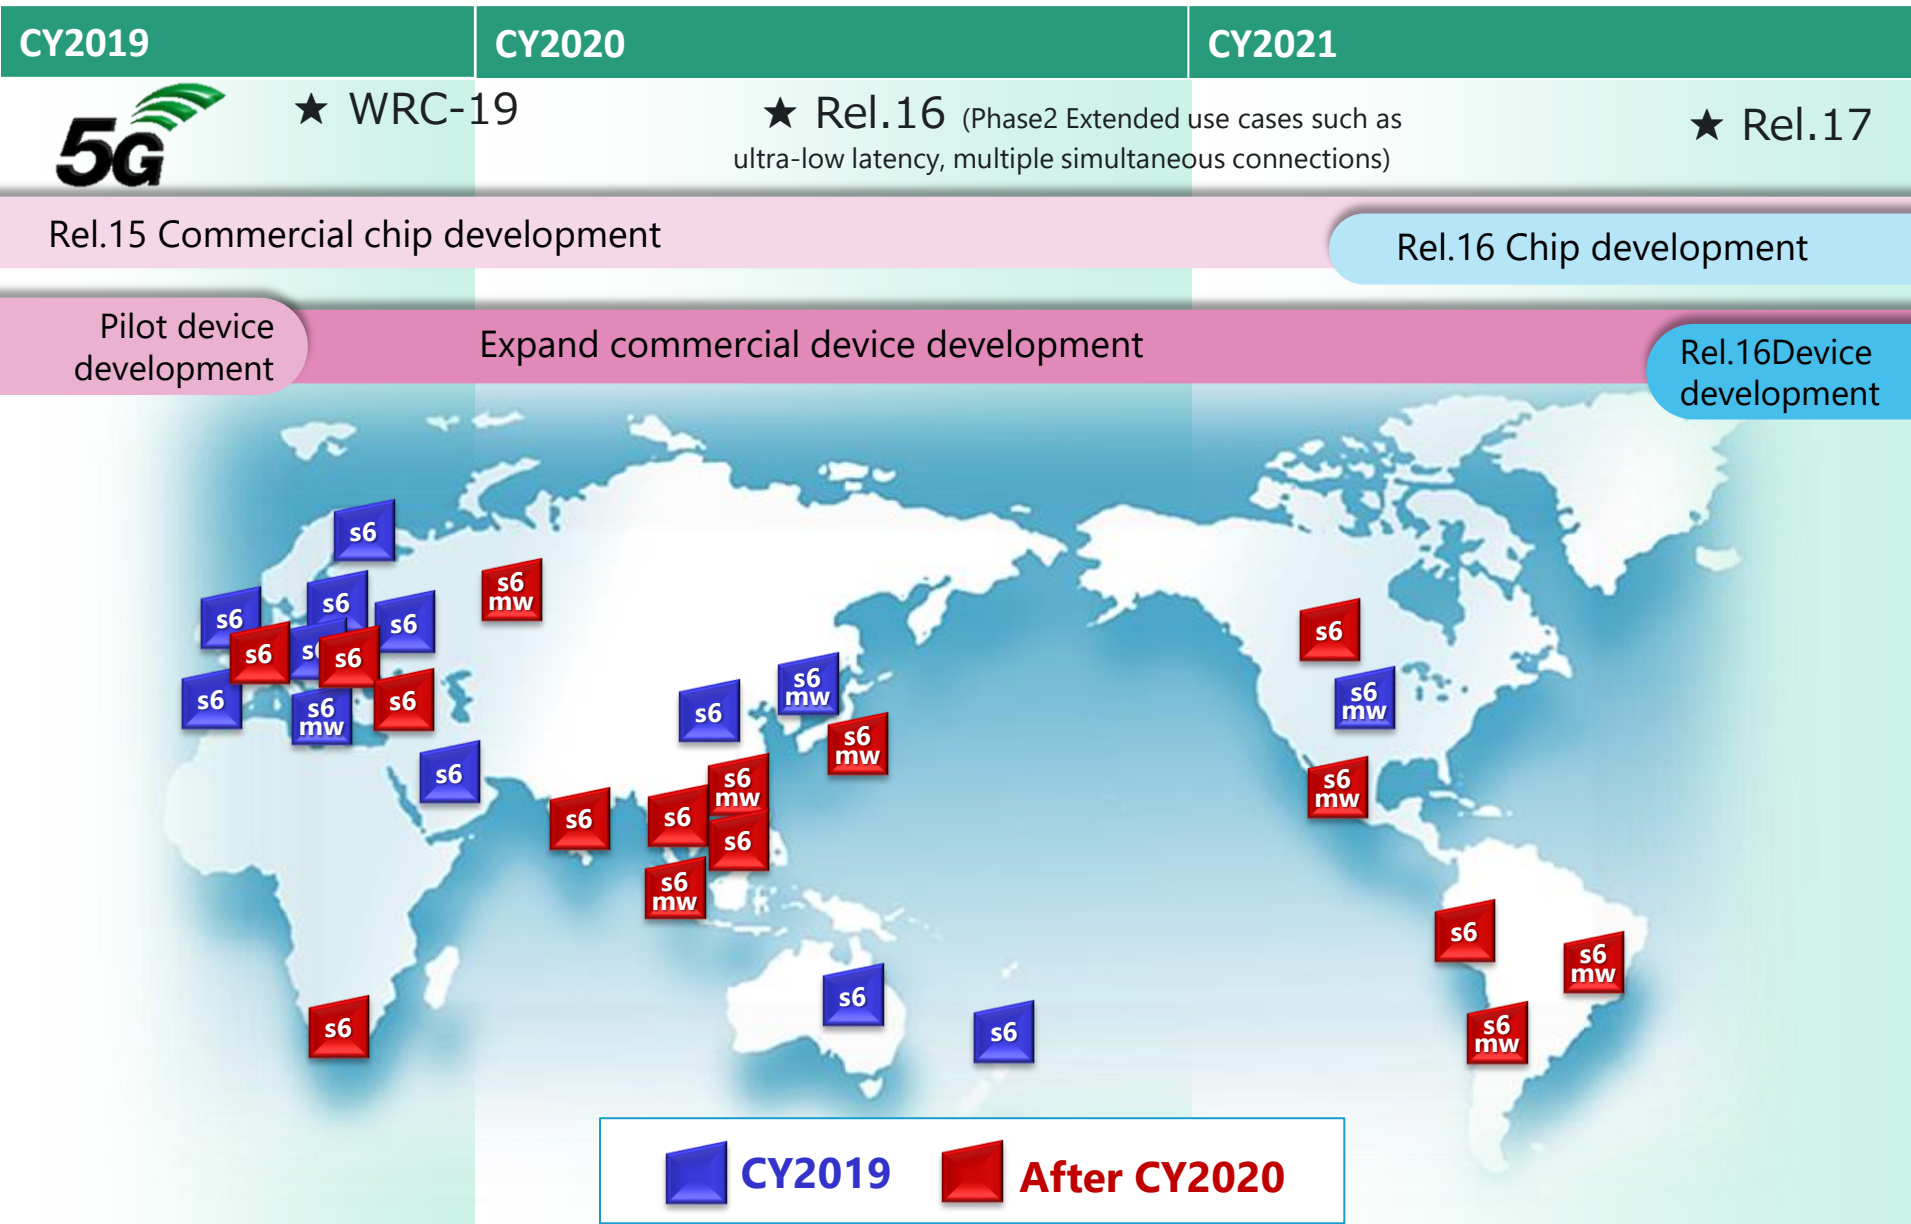 CY2019
CY2020
CY2021
5G
★ WRC-19
★ Rel.16 (Phase2 Extended use cases such as
ultra-low latency, multiple simultaneous connections)
★ Rel.17
Rel.15 Commercial chip development
Rel.16 Chip development
Pilot device
development
Expand commercial device development
Rel.16Device
development
s6
s6
mw
s6
s6
s6
s6
s6
s6
s6
s6
mw
s6
s6
s6
s6
mw
s6
mw
s6
s6
mw
s6
s6
s6
mw
s6
s6
s6
s6
mw
s6
mw
s6
s6
mw
s6
mw
s6
mw
CY2019
After CY2020